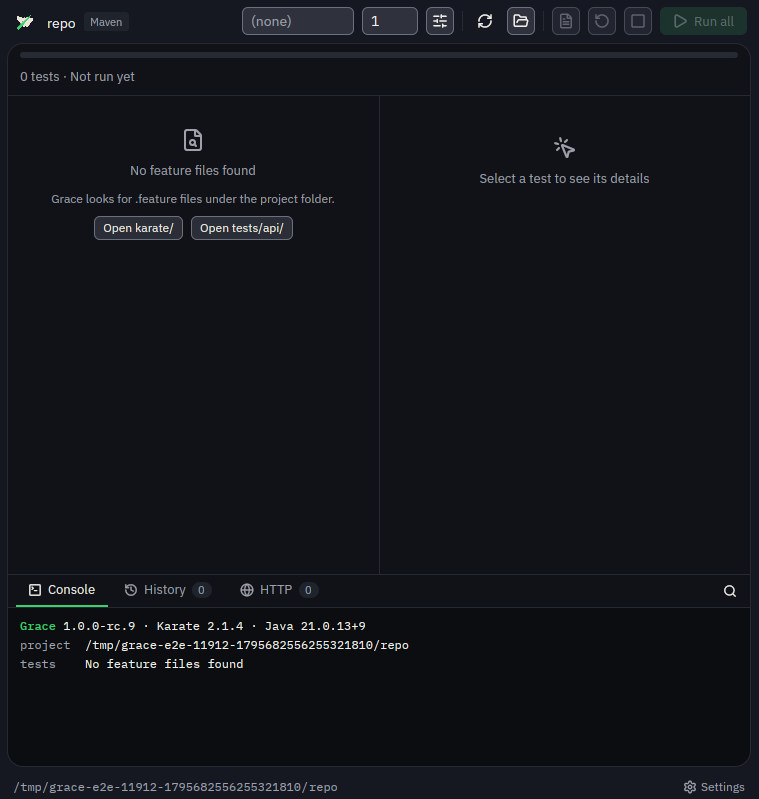 repo Maven (none) 1 Run all
0 tests · Not run yet
No feature files found
Grace looks for .feature files under the project folder.
Open karate/ Open tests/api/
Select a test to see its details
Console History 0 HTTP 0
Grace 1.0.0-rc.9 · Karate 2.1.4 · Java 21.0.13+9
project /tmp/grace-e2e-11912-1795682556255321810/repo
tests No feature files found
/tmp/grace-e2e-11912-1795682556255321810/repo Settings